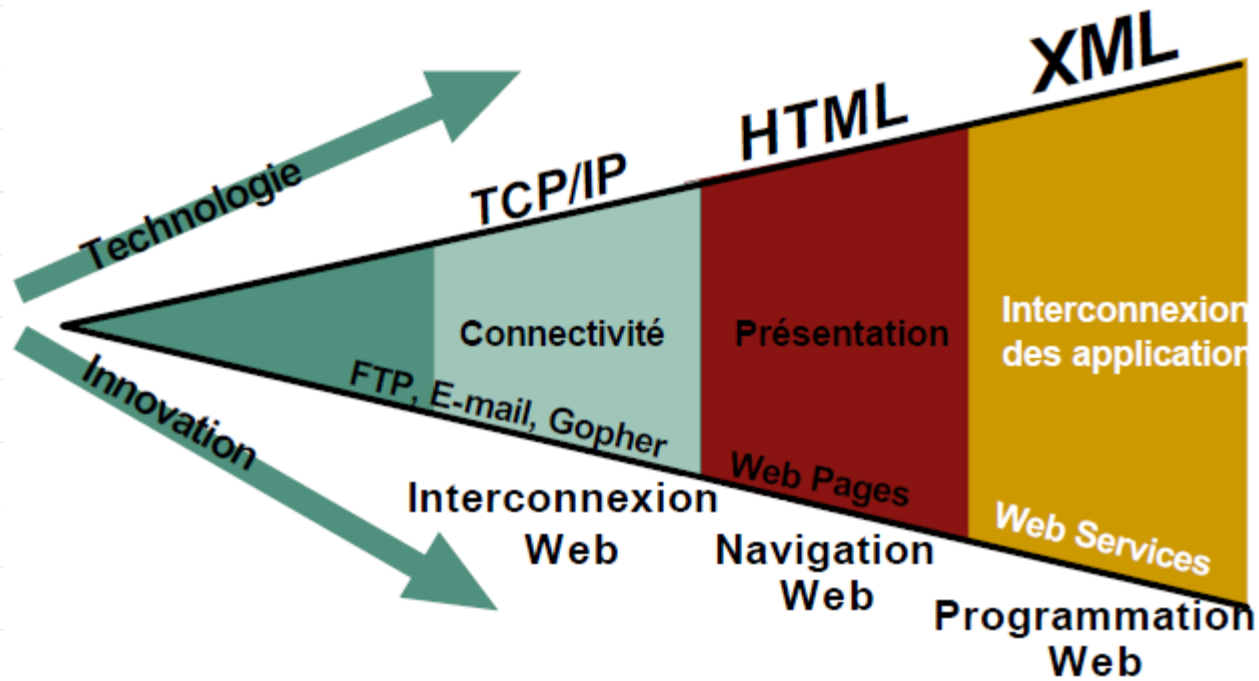 XML
HTML
TCP/IP
Technologie
Connectivité
Présentation
Interconnexion
des application
Innovation
FTP, E-mail, Gopher
Web Pages
Web Services
Interconnexion
Web
Navigation
Web
Programmation
Web